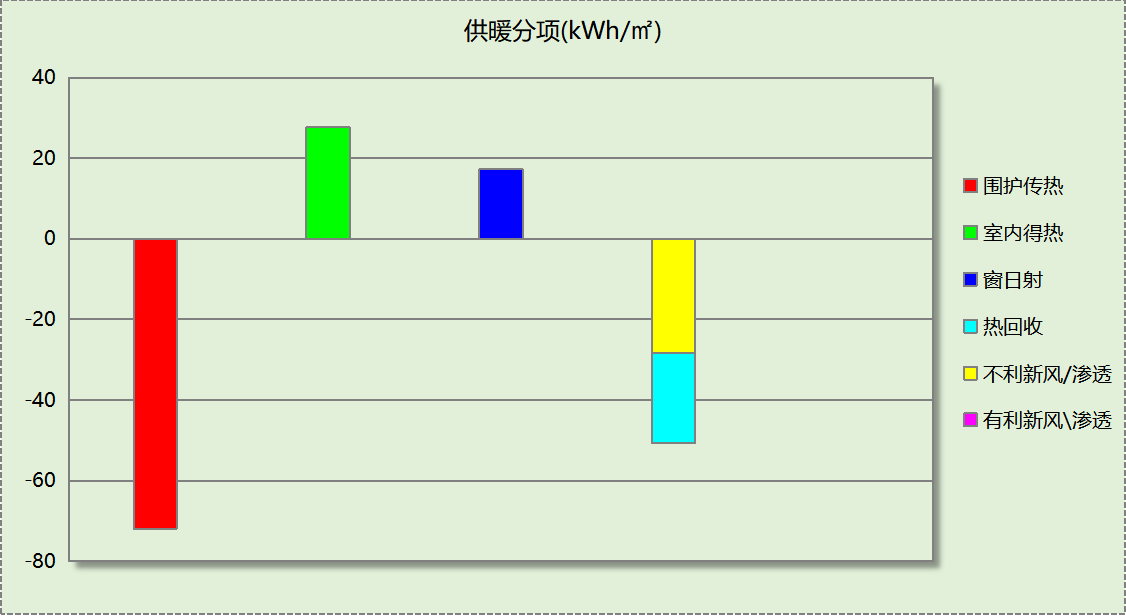 供暖分项(kWh/㎡)
40
20
0
-20
-40
-60
-80
围护传热
室内得热
窗日射
热回收
不利新风/渗透
有利新风\渗透